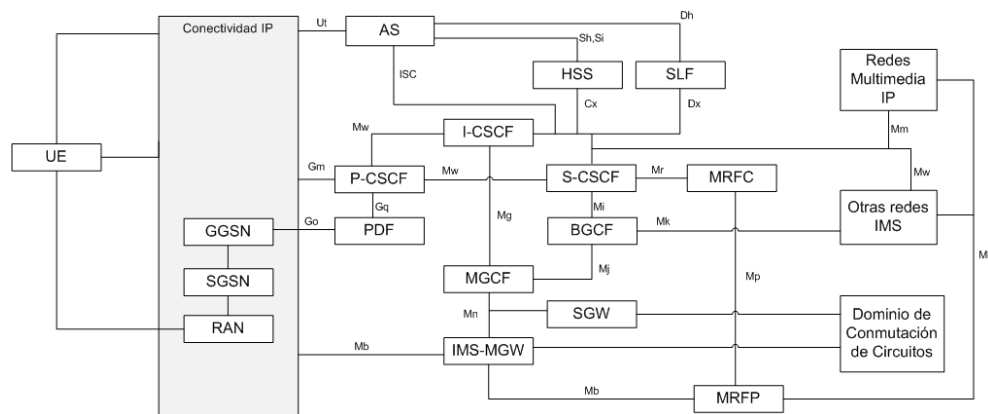 Conectividad IP
Ut
AS
Dh
Sh,Si
ISC
HSS
SLF
Redes
Multimedia
IP
Cx
Dx
Mw
I-CSCF
Mm
UE
Gm
P-CSCF
Mw
S-CSCF
Mr
MRFC
Mw
Gq
Mg
Mi
Otras redes
IMS
GGSN
Go
PDF
BGCF
Mk
M
SGSN
MGCF
Mj
Mp
RAN
Mn
SGW
Dominio de
Conmutación
de Circuitos
Mb
IMS-MGW
Mb
MRFP